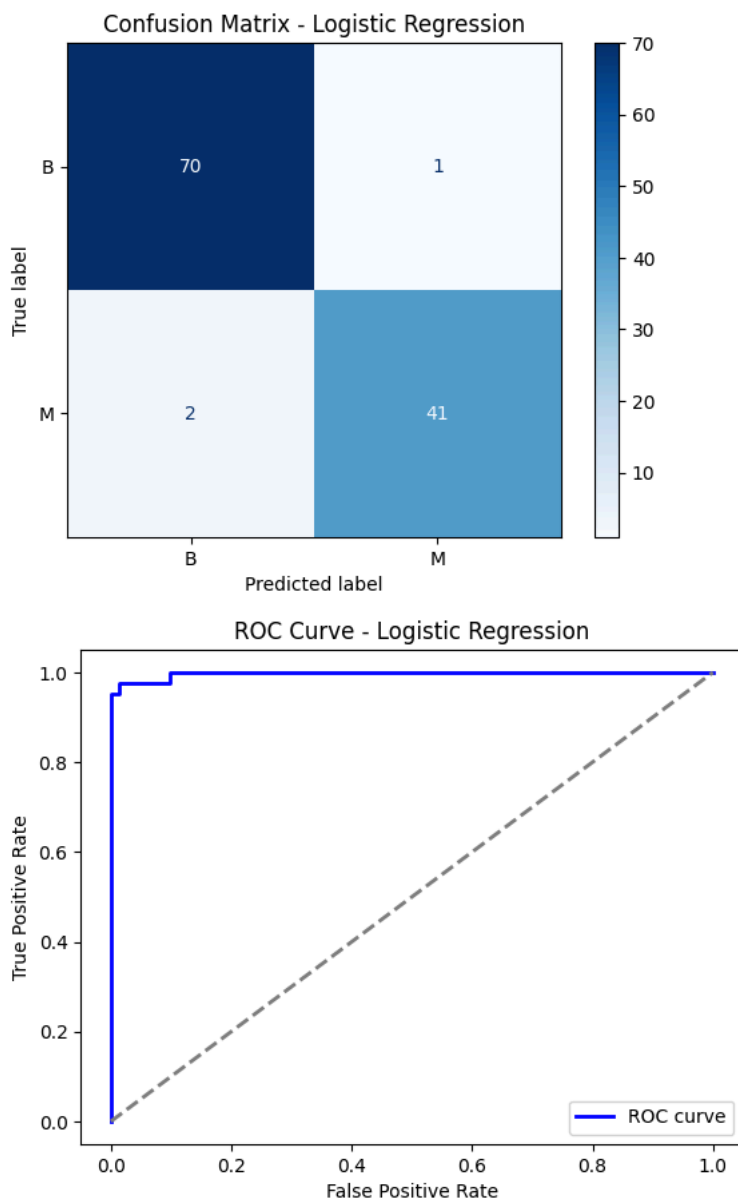 Confusion Matrix - Logistic Regression
70
B
70
1
60
50
True label
40
30
M
2
41
20
10
B
M
Predicted label
ROC Curve - Logistic Regression
1.0
0.8
0.6
True Positive Rate
0.4
0.2
0.0
ROC curve
0.0 0.2 0.4 0.6 0.8 1.0
False Positive Rate